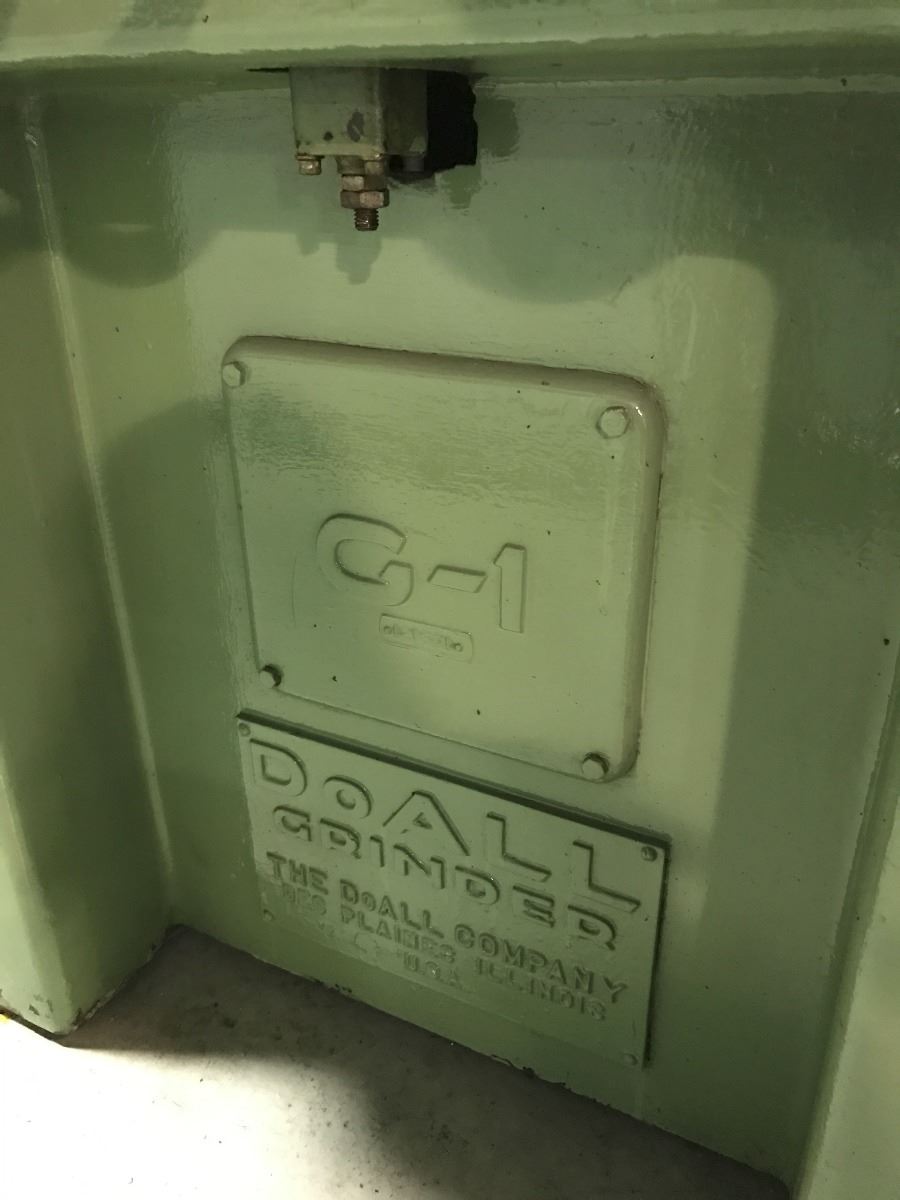 G-1
DOALL
GRINDER
THE DOALL COMPANY
DES PLAINES ILLINOIS
U.S.A.